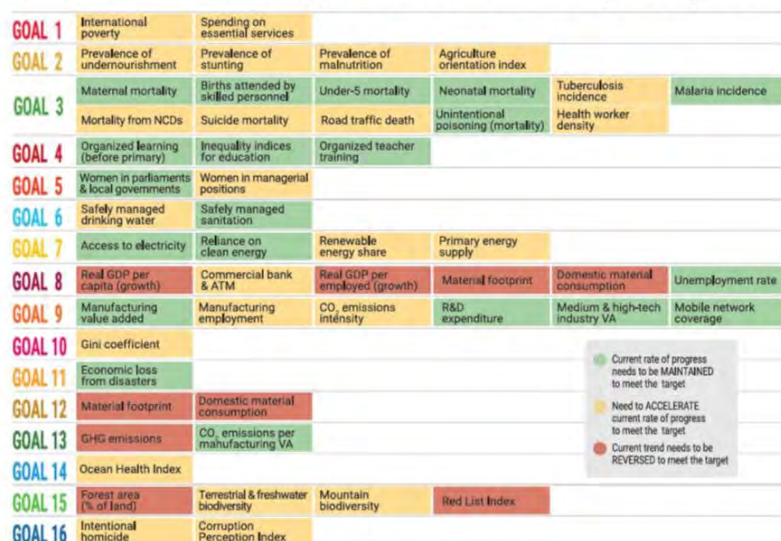 GOAL 1
International poverty
Spending on essential services
GOAL 2
Prevalence of undernourishment
Prevalence of stunting
Prevalence of malnutrition
Agriculture orientation index
GOAL 3
Maternal mortality
Births attended by skilled personnel
Under-5 mortality
Neonatal mortality
Tuberculosis incidence
Malaria incidence
Mortality from NCDs
Suicide mortality
Road traffic death
Unintentional poisoning (mortality)
Health worker density
GOAL 4
Organized learning (before primary)
Inequality indices for education
Organized teacher training
GOAL 5
Women in parliaments & local governments
Women in managerial positions
GOAL 6
Safely managed drinking water
Safely managed sanitation
GOAL 7
Access to electricity
Reliance on clean energy
Renewable energy share
Primary energy supply
GOAL 8
Real GDP per capita (growth)
Commercial bank & ATM
Real GDP per employed (growth)
Material footprint
Domestic material consumption
Unemployment rate
GOAL 9
Manufacturing value added
Manufacturing employment
CO₂ emissions intensity
R&D expenditure
Medium & high-tech industry VA
Mobile network coverage
GOAL 10
Gini coefficient
GOAL 11
Economic loss from disasters
GOAL 12
Material footprint
Domestic material consumption
GOAL 13
GHG emissions
CO₂ emissions per mahufacturing VA
GOAL 14
Ocean Health Index
GOAL 15
Forest area (% of land)
Terrestrial & freshwater biodiversity
Mountain biodiversity
Red List Index
GOAL 16
Intentional homicide
Corruption Perception Index
Current rate of progress
needs to be MAINTAINED
to meet the target
Need to ACCELERATE
current rate of progress
to meet the target
Current trend needs to be
REVERSED to meet the target